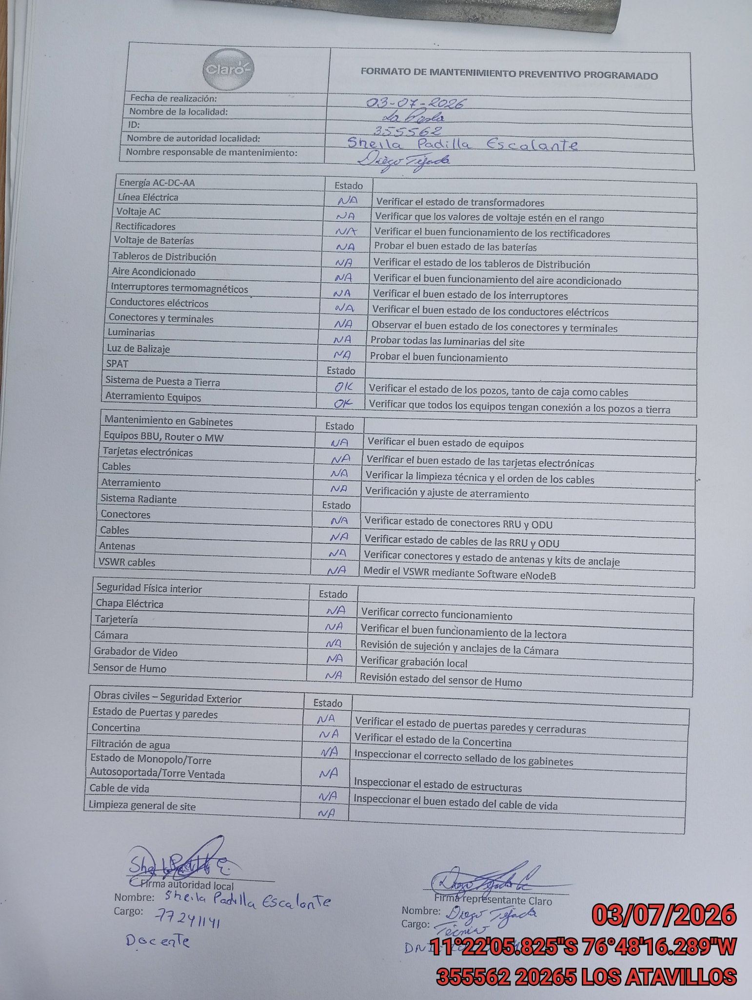 Claro
FORMATO DE MANTENIMIENTO PREVENTIVO PROGRAMADO
Fecha de realización: 03-07-2026
Nombre de la localidad: La
ID: 355562
Nombre de autoridad localidad: Sheila Padilla Escalante
Nombre responsable de mantenimiento: Diego Tejada
Energía AC-DC-AA Estado
Línea Eléctrica NA Verificar el estado de transformadores
Voltaje AC NA Verificar que los valores de voltaje estén en el rango
Rectificadores NA Verificar el buen funcionamiento de los rectificadores
Voltaje de Baterías NA Probar el buen estado de las baterías
Tableros de Distribución NA Verificar el estado de los tableros de Distribución
Aire Acondicionado NA Verificar el buen funcionamiento del aire acondicionado
Interruptores termomagnéticos NA Verificar el buen estado de los interruptores
Conductores eléctricos NA Verificar el buen estado de los conductores eléctricos
Conectores y terminales NA Observar el buen estado de los conectores y terminales
Luminarias NA Probar todas las luminarias del site
Luz de Balizaje NA Probar el buen funcionamiento
SPAT Estado
Sistema de Puesta a Tierra OK Verificar el estado de los pozos, tanto de caja como cables
Aterramiento Equipos OK Verificar que todos los equipos tengan conexión a los pozos a tierra
Mantenimiento en Gabinetes Estado
Equipos BBU, Router o MW NA Verificar el buen estado de equipos
Tarjetas electrónicas NA Verificar el buen estado de las tarjetas electrónicas
Cables NA Verificar la limpieza técnica y el orden de los cables
Aterramiento NA Verificación y ajuste de aterramiento
Sistema Radiante Estado
Conectores NA Verificar estado de conectores RRU y ODU
Cables NA Verificar estado de cables de las RRU y ODU
Antenas NA Verificar conectores y estado de antenas y kits de anclaje
VSWR cables NA Medir el VSWR mediante Software eNodeB
Seguridad Física interior Estado
Chapa Eléctrica NA Verificar correcto funcionamiento
Tarjetería NA Verificar el buen funcionamiento de la lectora
Cámara NA Revisión de sujeción y anclajes de la Cámara
Grabador de Video NA Verificar grabación local
Sensor de Humo NA Revisión estado del sensor de Humo
Obras civiles – Seguridad Exterior Estado
Estado de Puertas y paredes NA Verificar el estado de puertas paredes y cerraduras
Concertina NA Verificar el estado de la Concertina
Filtración de agua NA Inspeccionar el correcto sellado de los gabinetes
Estado de Monopolo/Torre
Autosoportada/Torre Ventada NA Inspeccionar el estado de estructuras
Cable de vida NA Inspeccionar el buen estado del cable de vida
Limpieza general de site NA
Firma autoridad local
Nombre: Sheila Padilla Escalante
Cargo: 77241141
Docente
Diego Tejada
Firma representante Claro
Nombre: Diego Tejada
Cargo: Técnico
DNI
03/07/2026
11°22'05.825"S 76°48'16.289"W
355562 20265 LOS ATAVILLOS